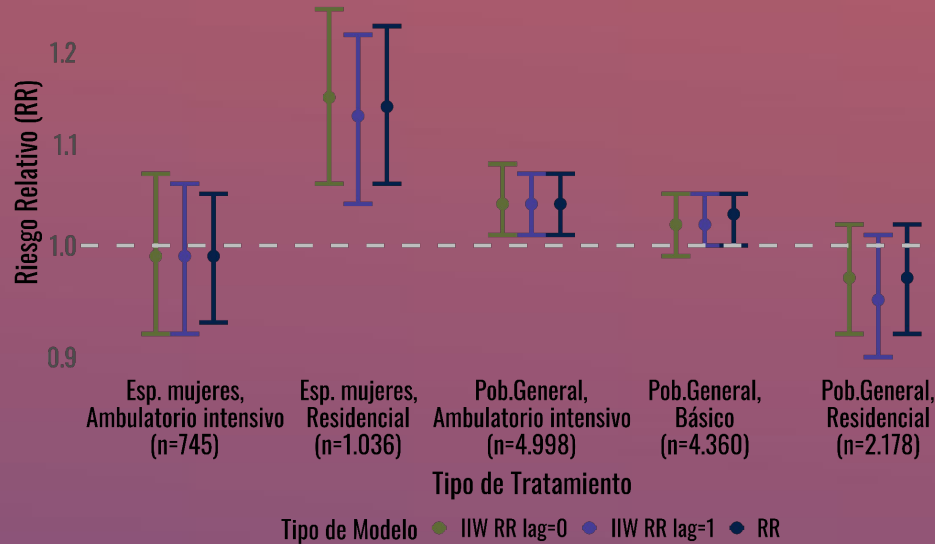 Riesgo Relativo (RR)
1.2
1.1
1.0
0.9
Esp. mujeres,
Ambulatorio intensivo
(n=745)
Esp. mujeres,
Residencial
(n=1.036)
Pob.General,
Ambulatorio intensivo
(n=4.998)
Pob.General,
Básico
(n=4.360)
Pob.General,
Residencial
(n=2.178)
Tipo de Tratamiento
Tipo de Modelo IIW RR lag=0 IIW RR lag=1 RR